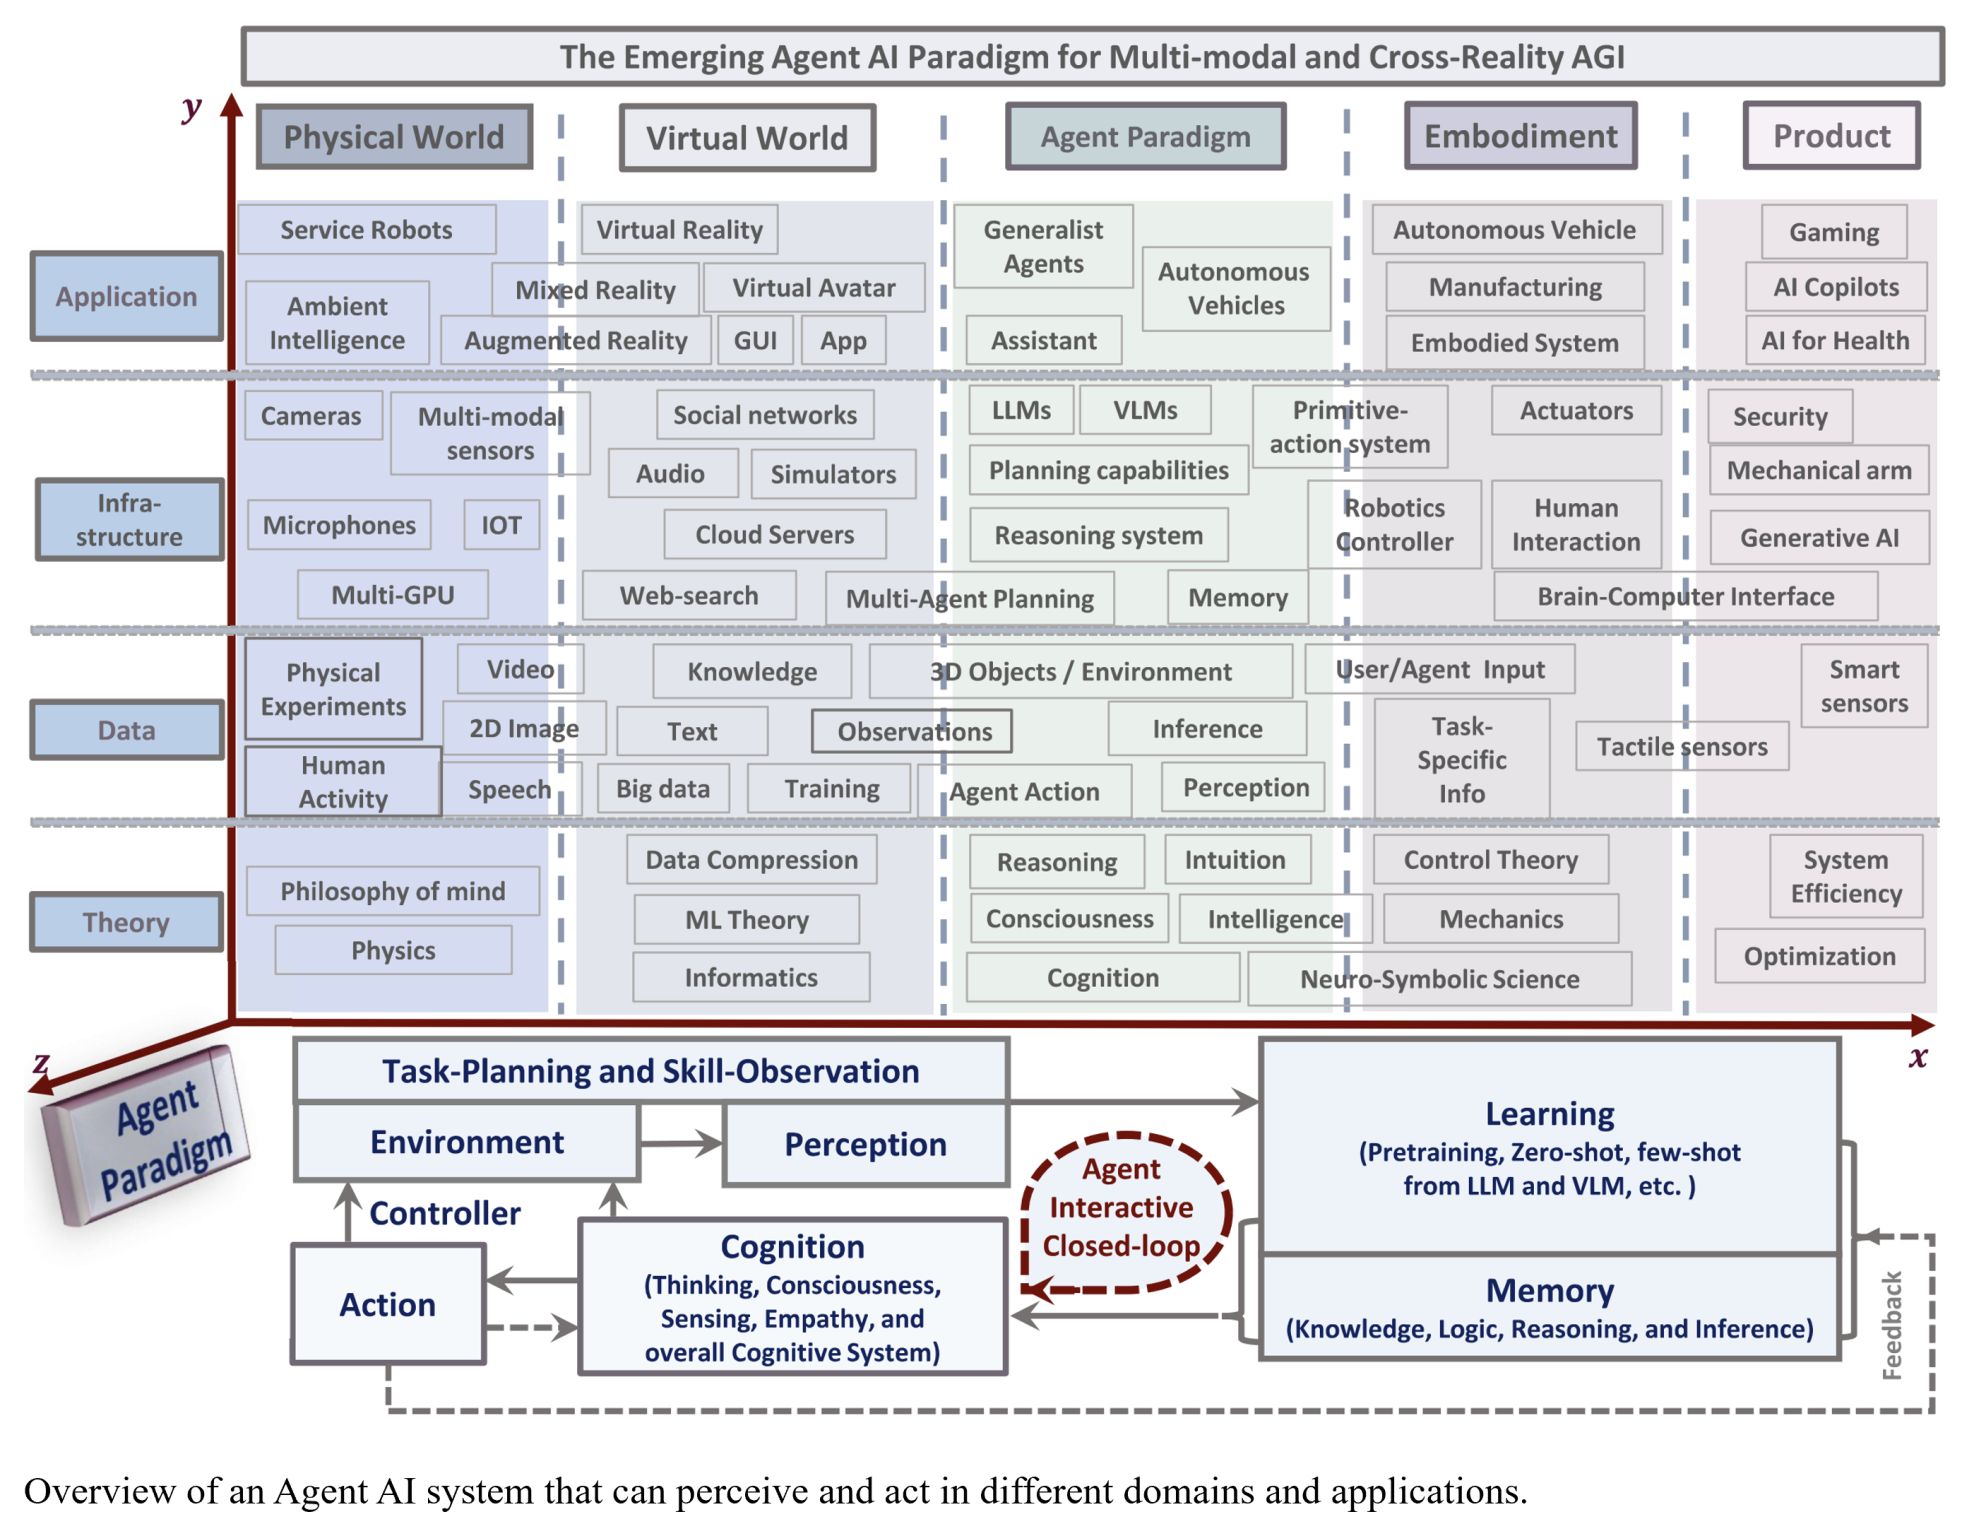 The Emerging Agent AI Paradigm for Multi-modal and Cross-Reality AGI
y
Physical World
Virtual World
Agent Paradigm
Embodiment
Product
Application
Service Robots
Ambient
Intelligence
Mixed Reality
Augmented Reality
Virtual Reality
Virtual Avatar
GUI
App
Generalist
Agents
Autonomous
Vehicles
Assistant
Autonomous Vehicle
Manufacturing
Embodied System
Gaming
AI Copilots
AI for Health
Infra-
structure
Cameras
Multi-modal
sensors
Microphones
IOT
Multi-GPU
Social networks
Audio
Simulators
Cloud Servers
Web-search
Multi-Agent Planning
LLMs
VLMs
Primitive-
action system
Planning capabilities
Reasoning system
Memory
Robotics
Controller
Actuators
Human
Interaction
Brain-Computer Interface
Security
Mechanical arm
Generative AI
Data
Physical
Experiments
Human
Activity
Video
2D Image
Speech
Knowledge
Text
Big data
Training
3D Objects / Environment
Observations
Agent Action
Inference
Perception
User/Agent Input
Task-
Specific
Info
Tactile sensors
Smart
sensors
Theory
Philosophy of mind
Physics
Data Compression
ML Theory
Informatics
Reasoning
Intuition
Consciousness
Intelligence
Cognition
Neuro-Symbolic Science
Control Theory
Mechanics
System
Efficiency
Optimization
z
x
Agent
Paradigm
Task-Planning and Skill-Observation
Environment
Perception
Controller
Action
Cognition
(Thinking, Consciousness,
Sensing, Empathy, and
overall Cognitive System)
Agent
Interactive
Closed-loop
Learning
(Pretraining, Zero-shot, few-shot
from LLM and VLM, etc. )
Memory
(Knowledge, Logic, Reasoning, and Inference)
Feedback
Overview of an Agent AI system that can perceive and act in different domains and applications.